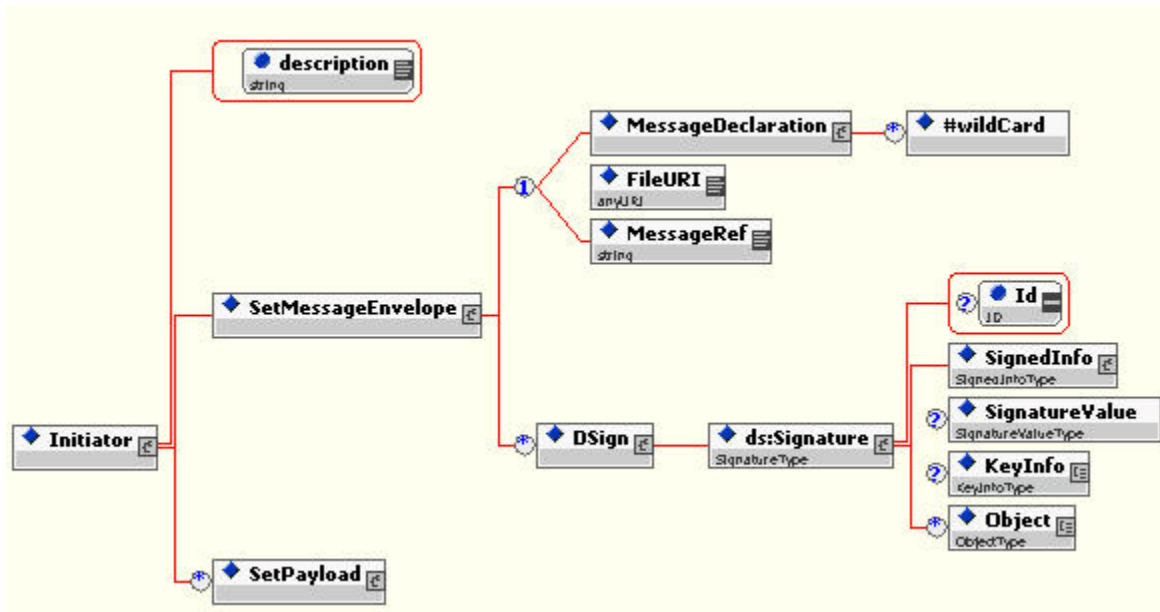 description
string
MessageDeclaration
* #wildCard
FileURI
anyURI
1
MessageRef
string
SetMessageEnvelope
? Id
ID
SignedInfo
SignedInfoType
? SignatureValue
SignatureValueType
Initiator
* DSign
ds:Signature
SignatureType
? KeyInfo
KeyInfoType
* Object
ObjectType
* SetPayload